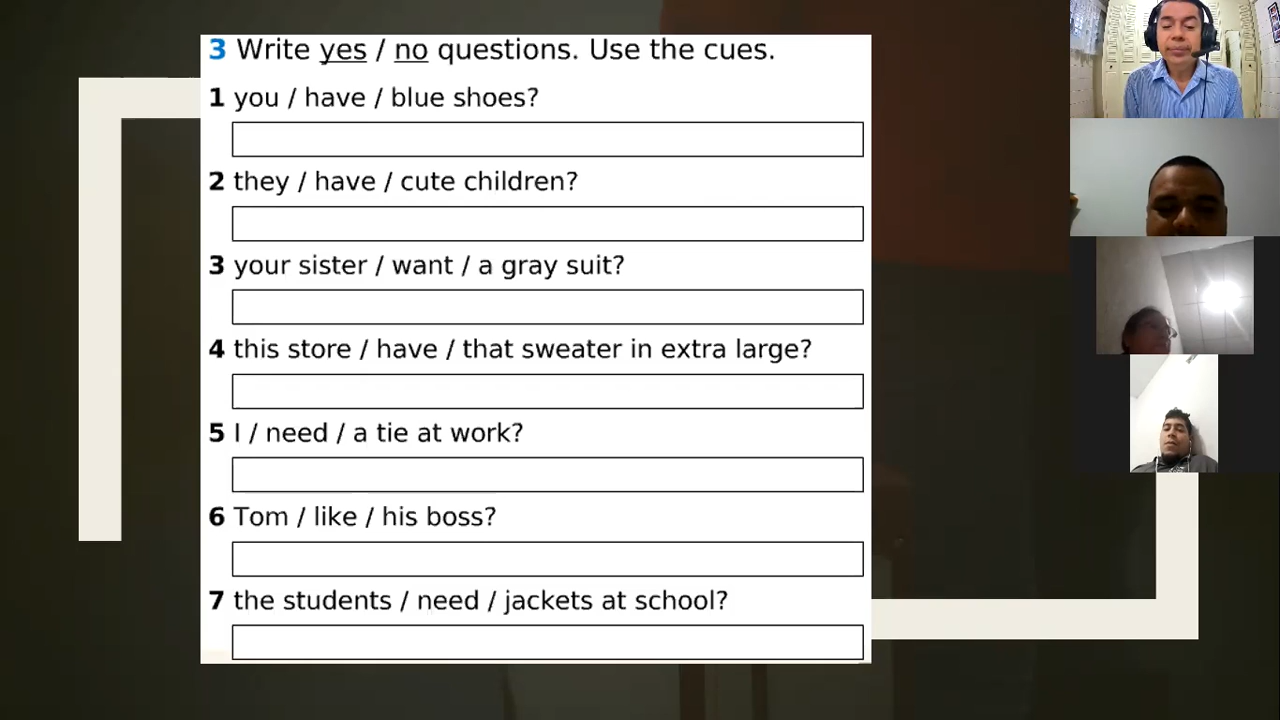 3 Write yes / no questions. Use the cues.
1 you / have / blue shoes?
2 they / have / cute children?
3 your sister / want / a gray suit?
4 this store / have / that sweater in extra large?
5 I / need / a tie at work?
6 Tom / like / his boss?
7 the students / need / jackets at school?